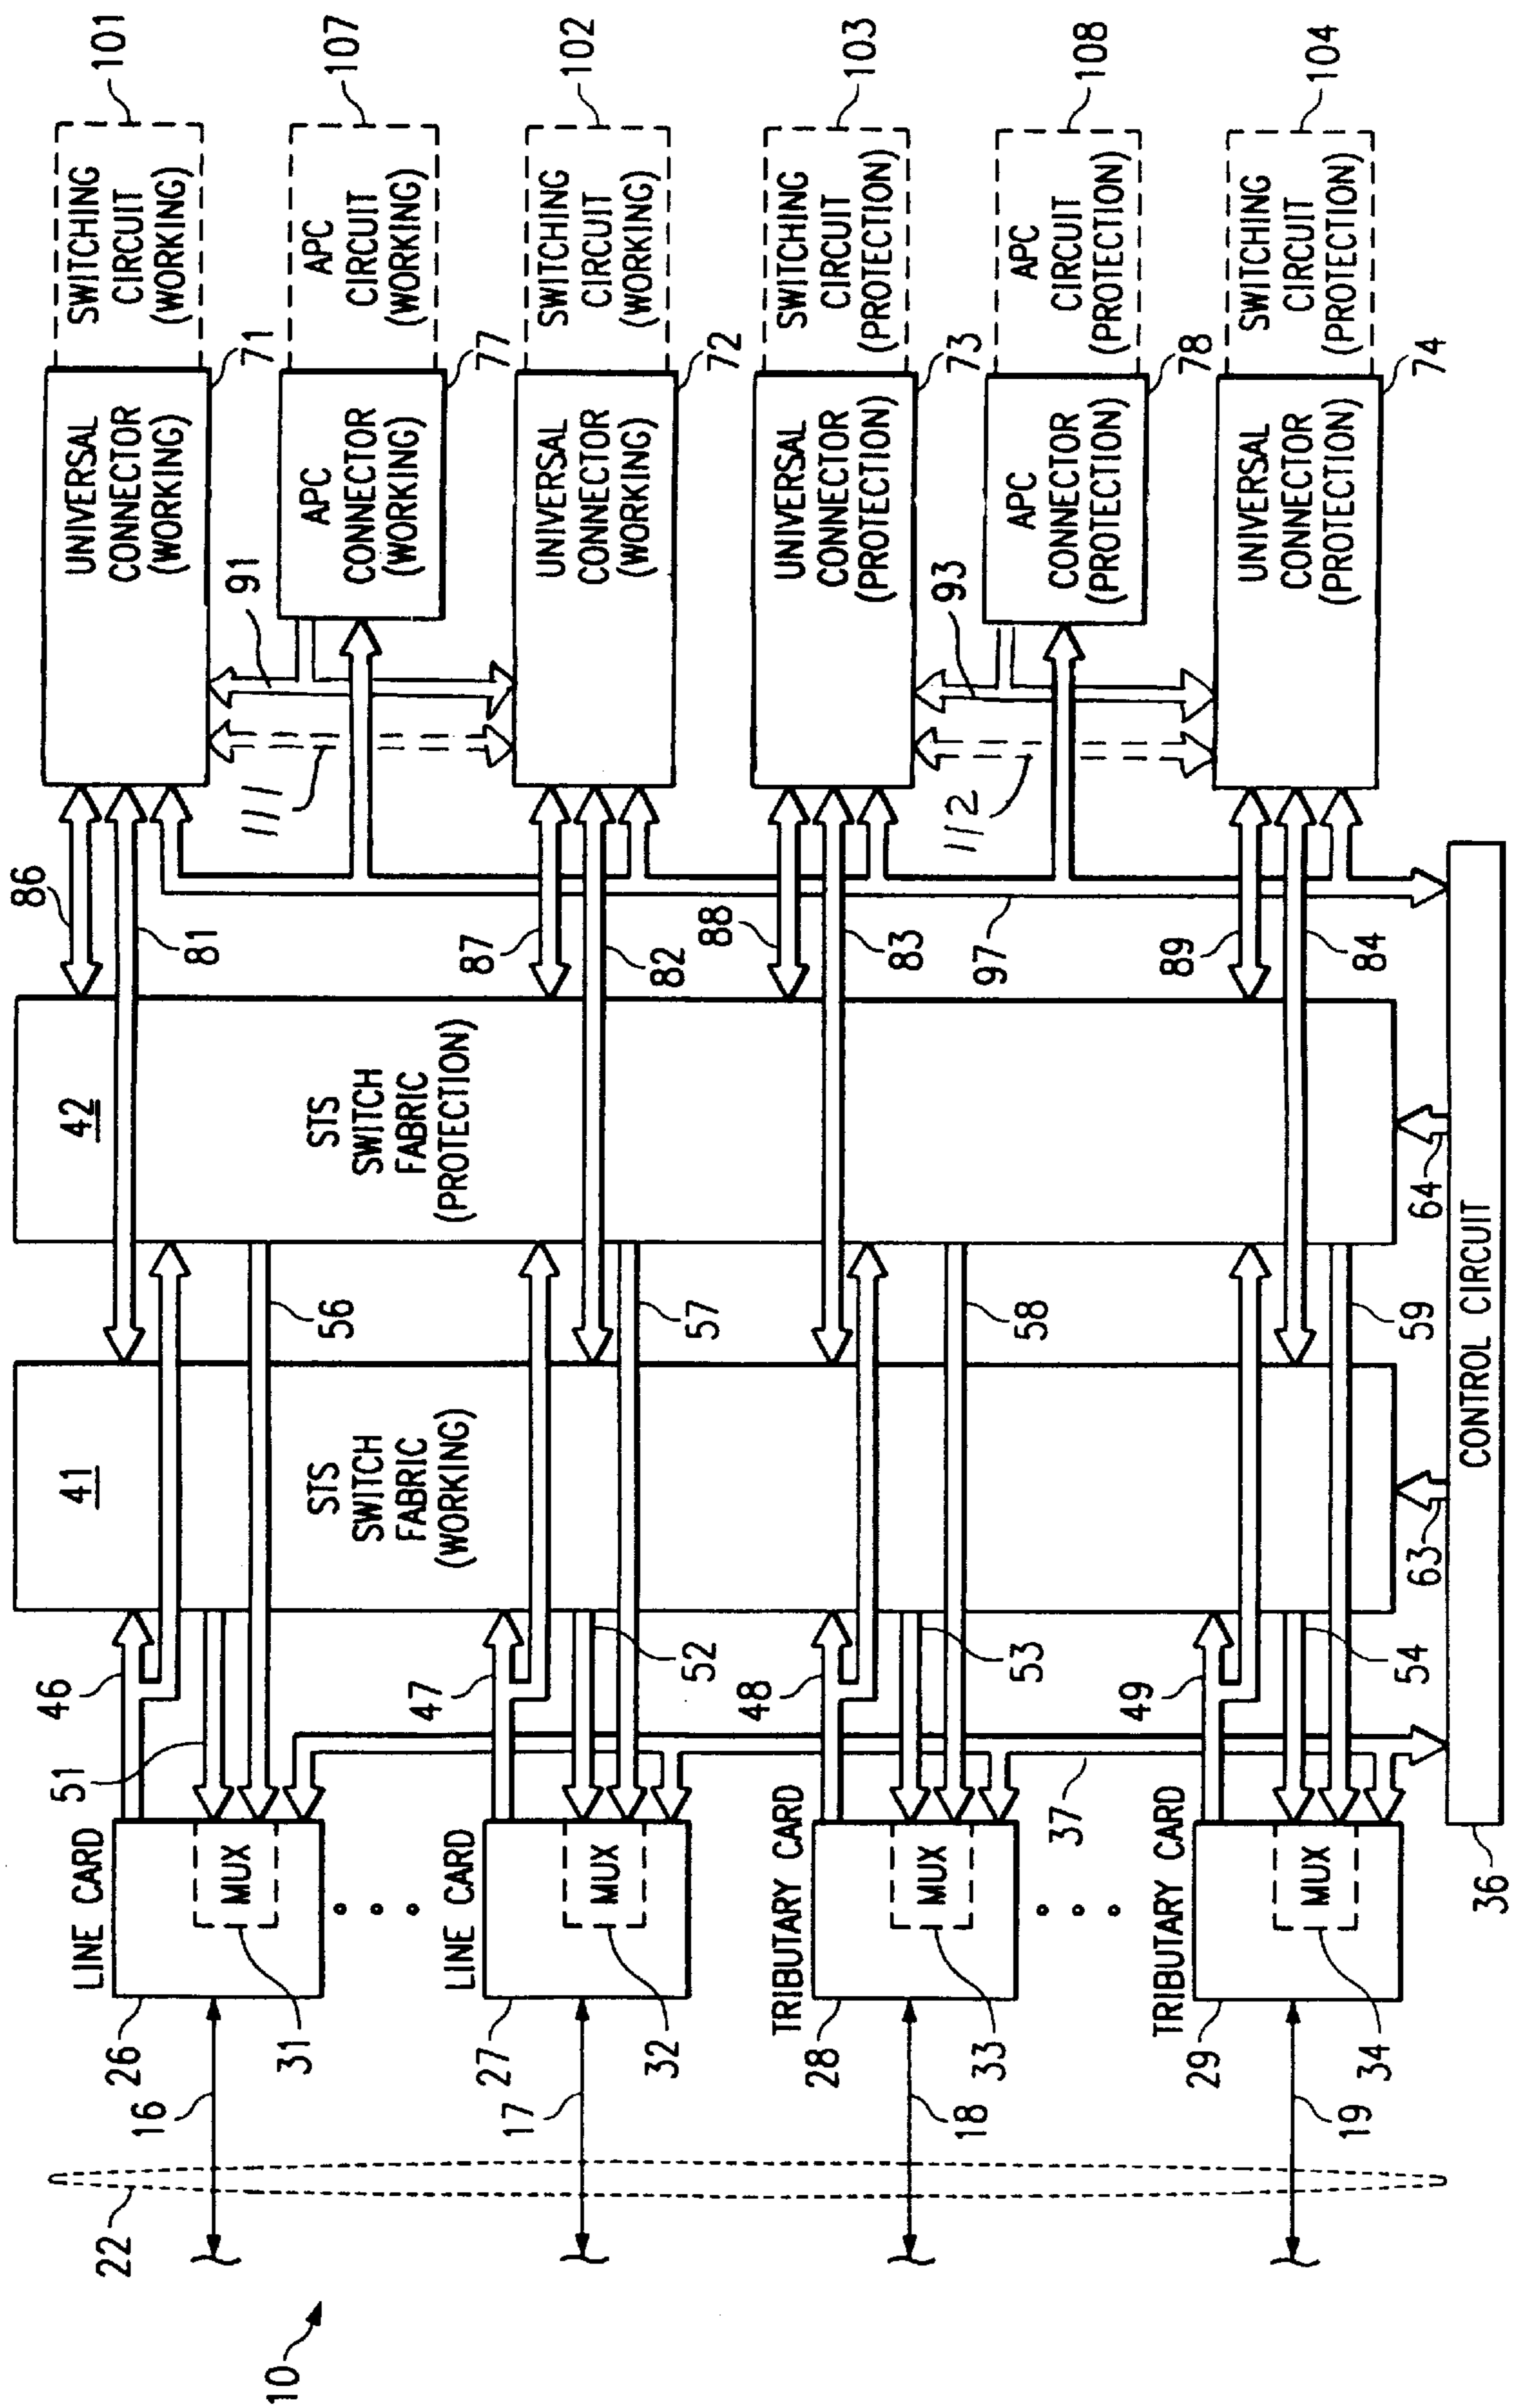 10
22
16
17
18
19
LINE CARD
26
MUX
31
LINE CARD
27
MUX
32
TRIBUTARY CARD
28
MUX
33
TRIBUTARY CARD
29
MUX
34
46
51
47
52
48
53
49
54
37
36
CONTROL CIRCUIT
63
64
41
STS
SWITCH
FABRIC
(WORKING)
56
57
58
59
42
STS
SWITCH
FABRIC
(PROTECTION)
86
81
87
82
88
83
89
84
97
111
91
112
93
UNIVERSAL
CONNECTOR
(WORKING)
71
APC
CONNECTOR
(WORKING)
77
UNIVERSAL
CONNECTOR
(WORKING)
72
UNIVERSAL
CONNECTOR
(PROTECTION)
73
APC
CONNECTOR
(PROTECTION)
78
UNIVERSAL
CONNECTOR
(PROTECTION)
74
SWITCHING
CIRCUIT
(WORKING)
101
APC
CIRCUIT
(WORKING)
107
SWITCHING
CIRCUIT
(WORKING)
102
SWITCHING
CIRCUIT
(PROTECTION)
103
APC
CIRCUIT
(PROTECTION)
108
SWITCHING
CIRCUIT
(PROTECTION)
104